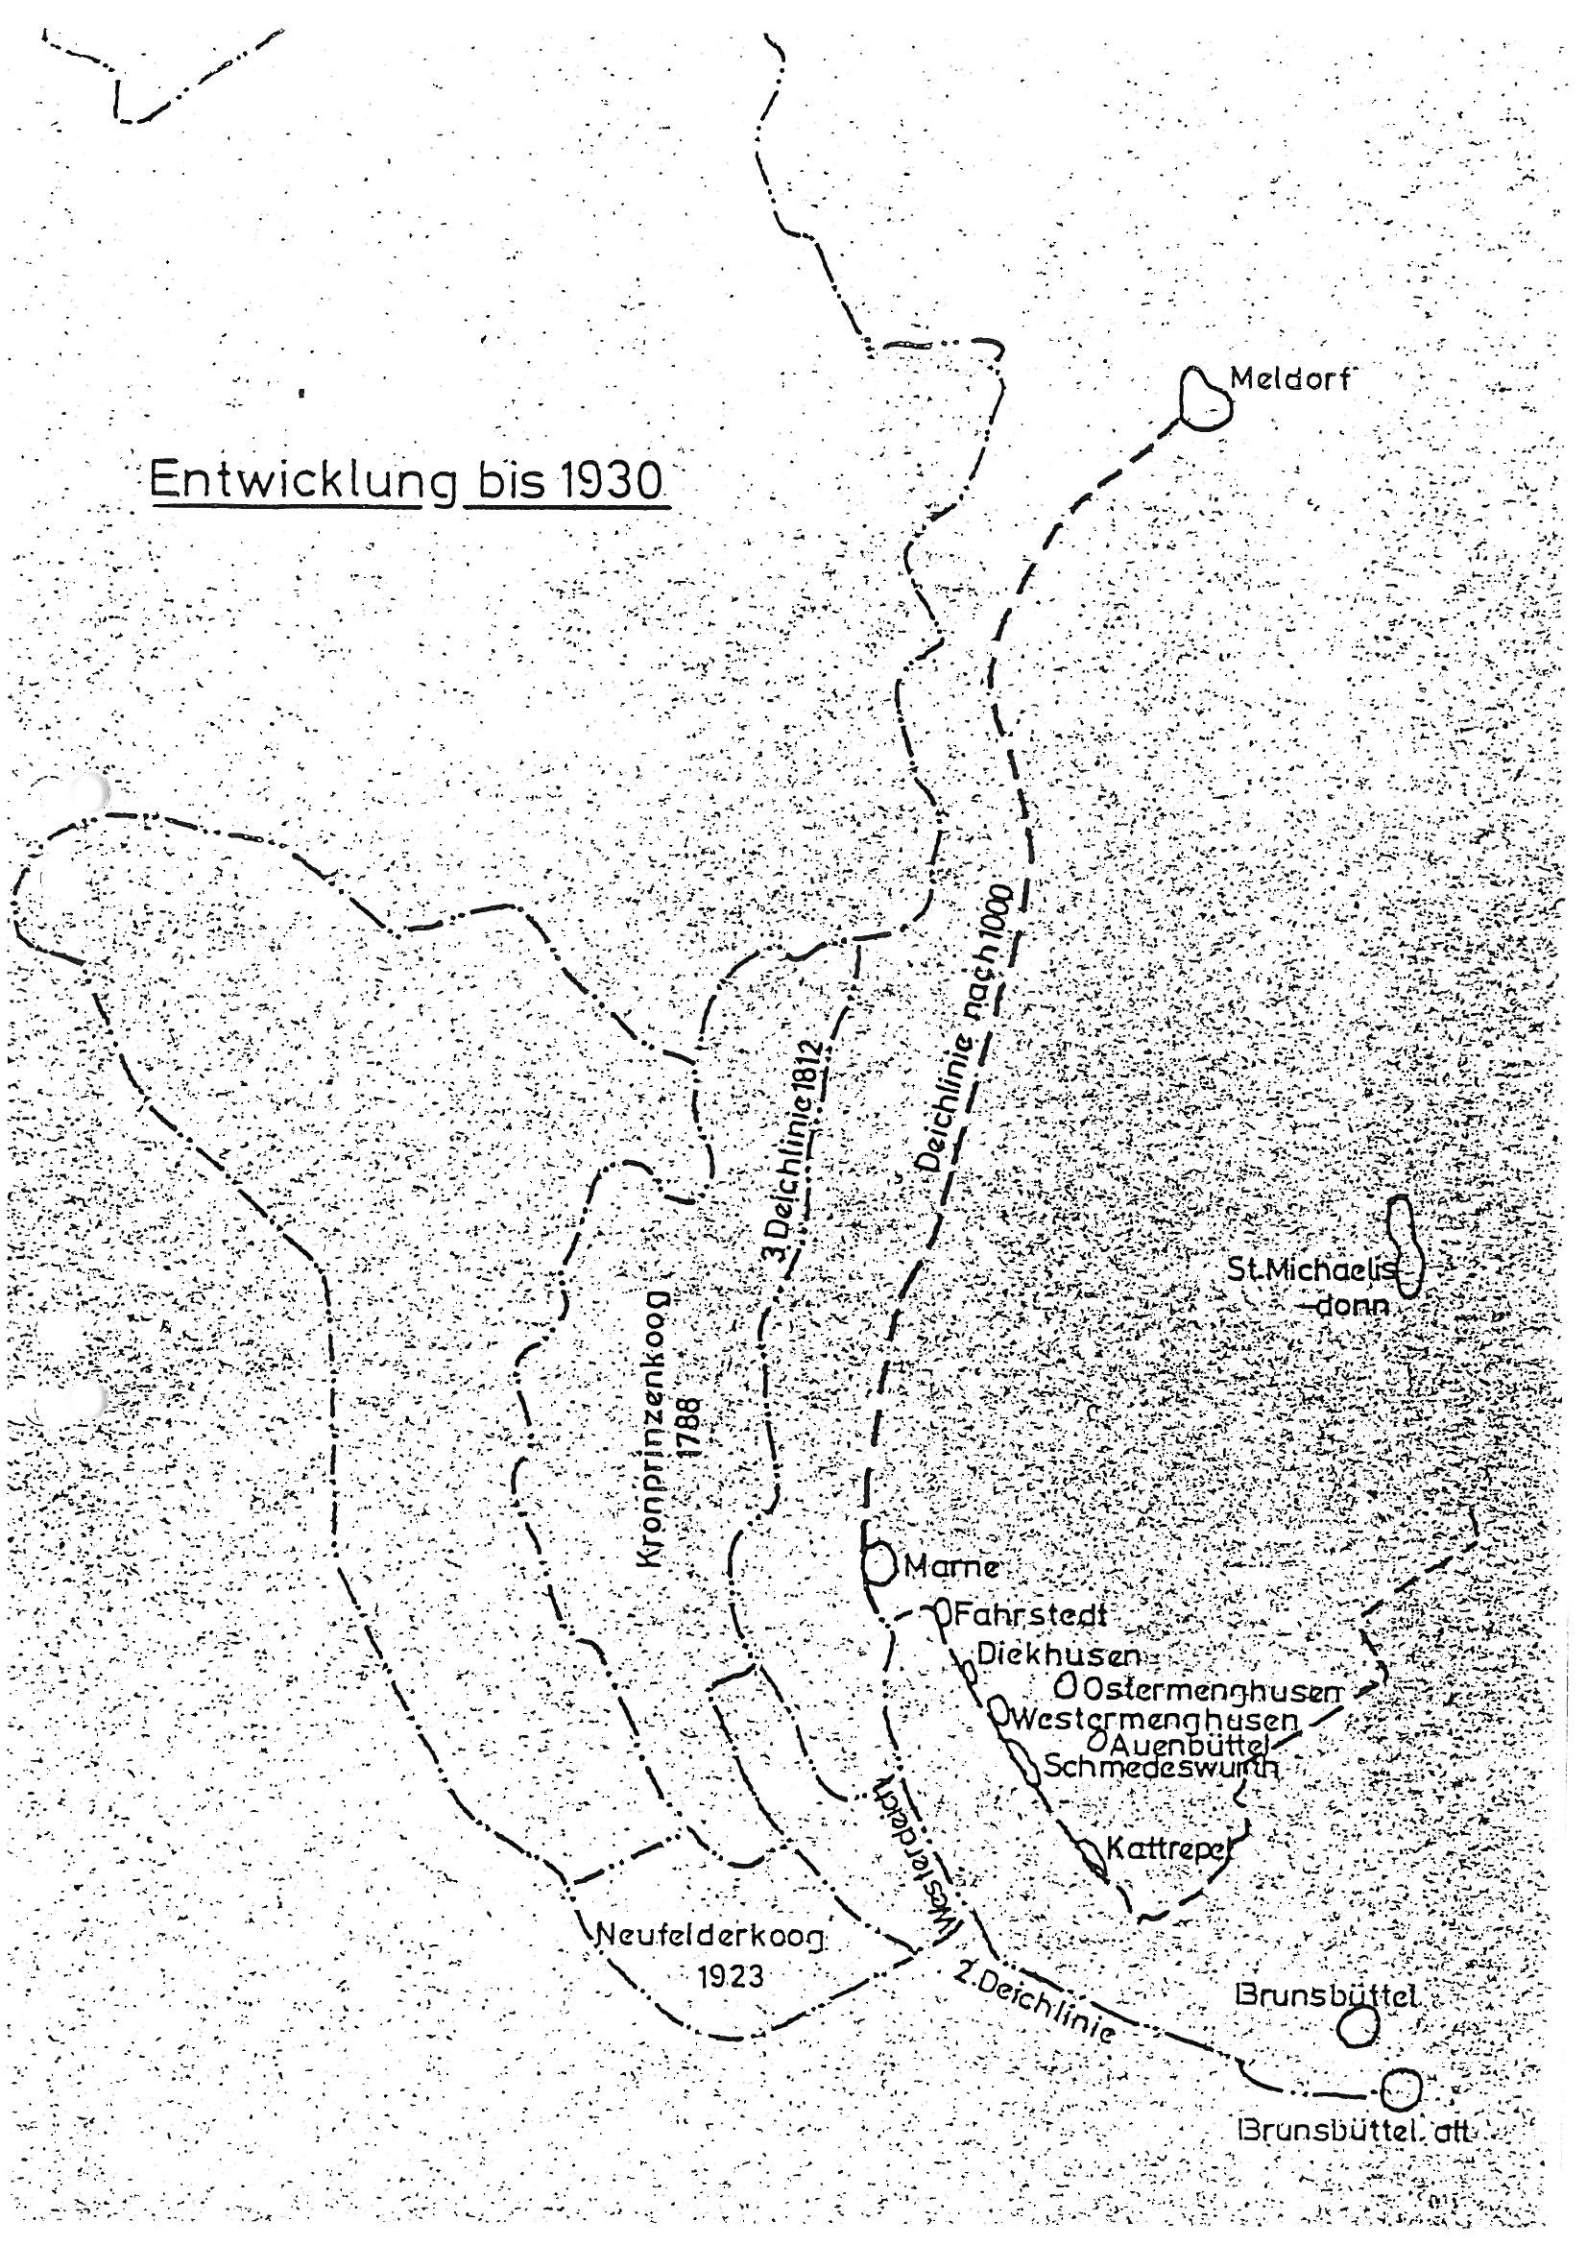 Meldorf
Entwicklung bis 1930
Deichlinie nach 1000
3 Deichlinie 1812
St.Michaelis
-donn
Kronprinzenkoog
1788
Marne
Fahrstedt
Diekhusen
Ostermenghusen
Westermenghusen
Auenbüttel
Schmedeswurth
Westerdeich
Kattrepel
Neufelderkoog
1923
2. Deichlinie
Brunsbüttel
Brunsbüttel. alt